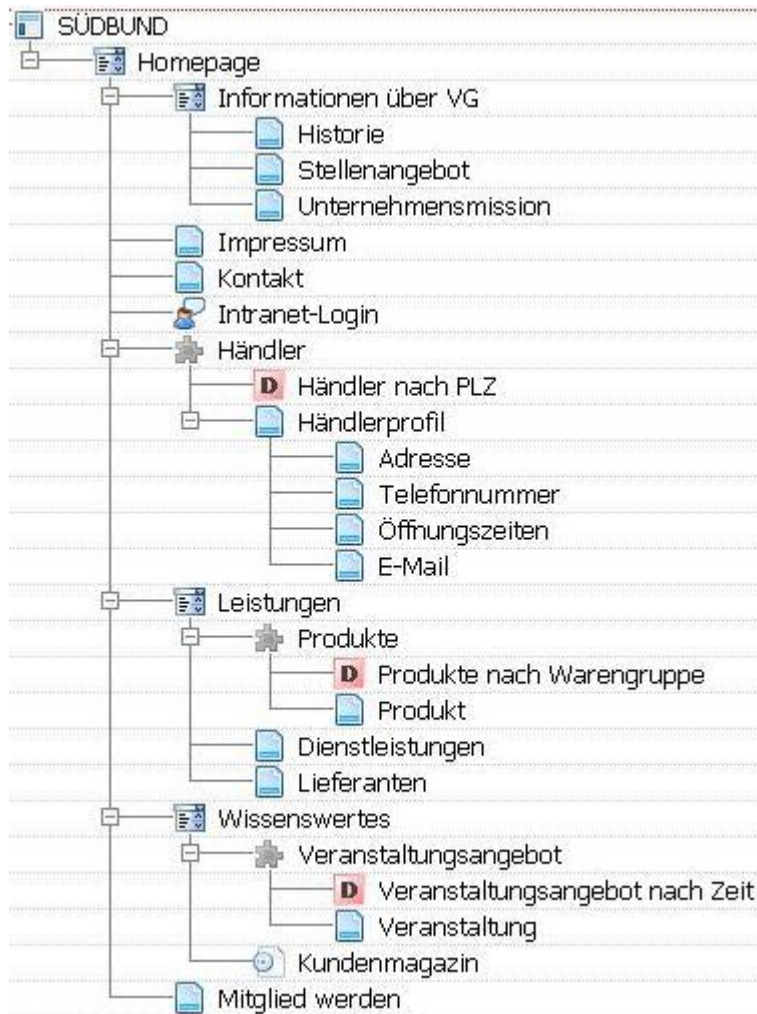 SÜDBUND
Homepage
Informationen über VG
Historie
Stellenangebot
Unternehmensmission
Impressum
Kontakt
Intranet-Login
Händler
D Händler nach PLZ
Händlerprofil
Adresse
Telefonnummer
Öffnungszeiten
E-Mail
Leistungen
Produkte
D Produkte nach Warengruppe
Produkt
Dienstleistungen
Lieferanten
Wissenswertes
Veranstaltungsangebot
D Veranstaltungsangebot nach Zeit
Veranstaltung
Kundenmagazin
Mitglied werden